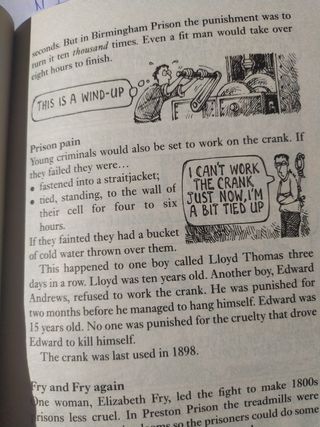 seconds. But in Birmingham Prison the punishment was to
turn it ten thousand times. Even a fit man would take over
eight hours to finish.
THIS IS A WIND-UP
Prison pain
Young criminals would also be set to work on the crank. If
they failed they were…
• fastened into a straitjacket;
• tied, standing, to the wall of
their cell for four to six
hours.
I CAN'T WORK
THE CRANK
JUST NOW, I'M
A BIT TIED UP
If they fainted they had a bucket
of cold water thrown over them.
This happened to one boy called Lloyd Thomas three
days in a row. Lloyd was ten years old. Another boy, Edward
Andrews, refused to work the crank. He was punished for
two months before he managed to hang himself. Edward was
15 years old. No one was punished for the cruelty that drove
Edward to kill himself.
The crank was last used in 1898.
Fry and Fry again
One woman, Elizabeth Fry, led the fight to make 1800s
prisons less cruel. In Preston Prison the treadmills were
so the prisoners could do some